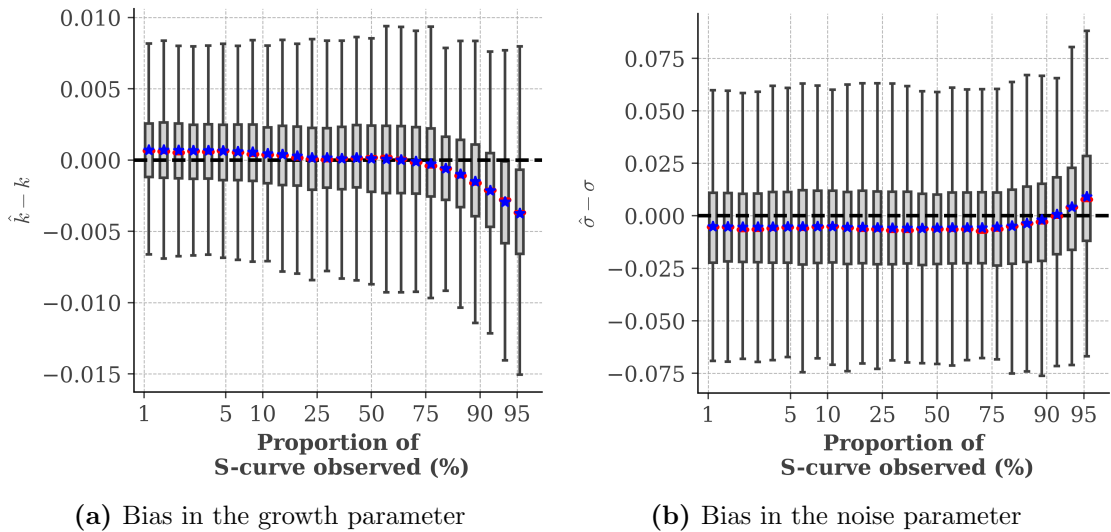 0.010
0.005
0.000
−0.005
−0.010
−0.015
k̂ − k
1 5 10 25 50 75 90 95
Proportion of
S-curve observed (%)
(a) Bias in the growth parameter
0.075
0.050
0.025
0.000
−0.025
−0.050
−0.075
σ̂ − σ
1 5 10 25 50 75 90 95
Proportion of
S-curve observed (%)
(b) Bias in the noise parameter